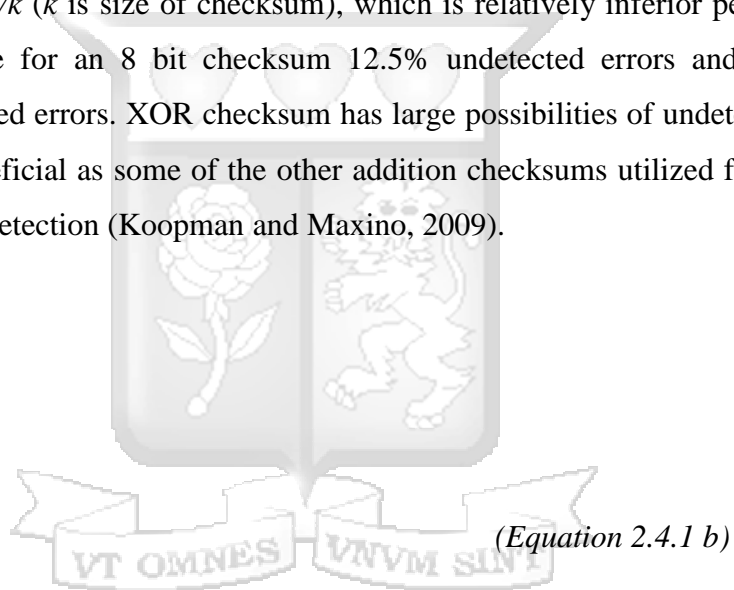 /k (k is size of checksum), which is relatively inferior pe
e for an 8 bit checksum 12.5% undetected errors and
ed errors. XOR checksum has large possibilities of undet
eficial as some of the other addition checksums utilized f
etection (Koopman and Maxino, 2009).
(Equation 2.4.1 b)
VT OMNES VNVM SINT